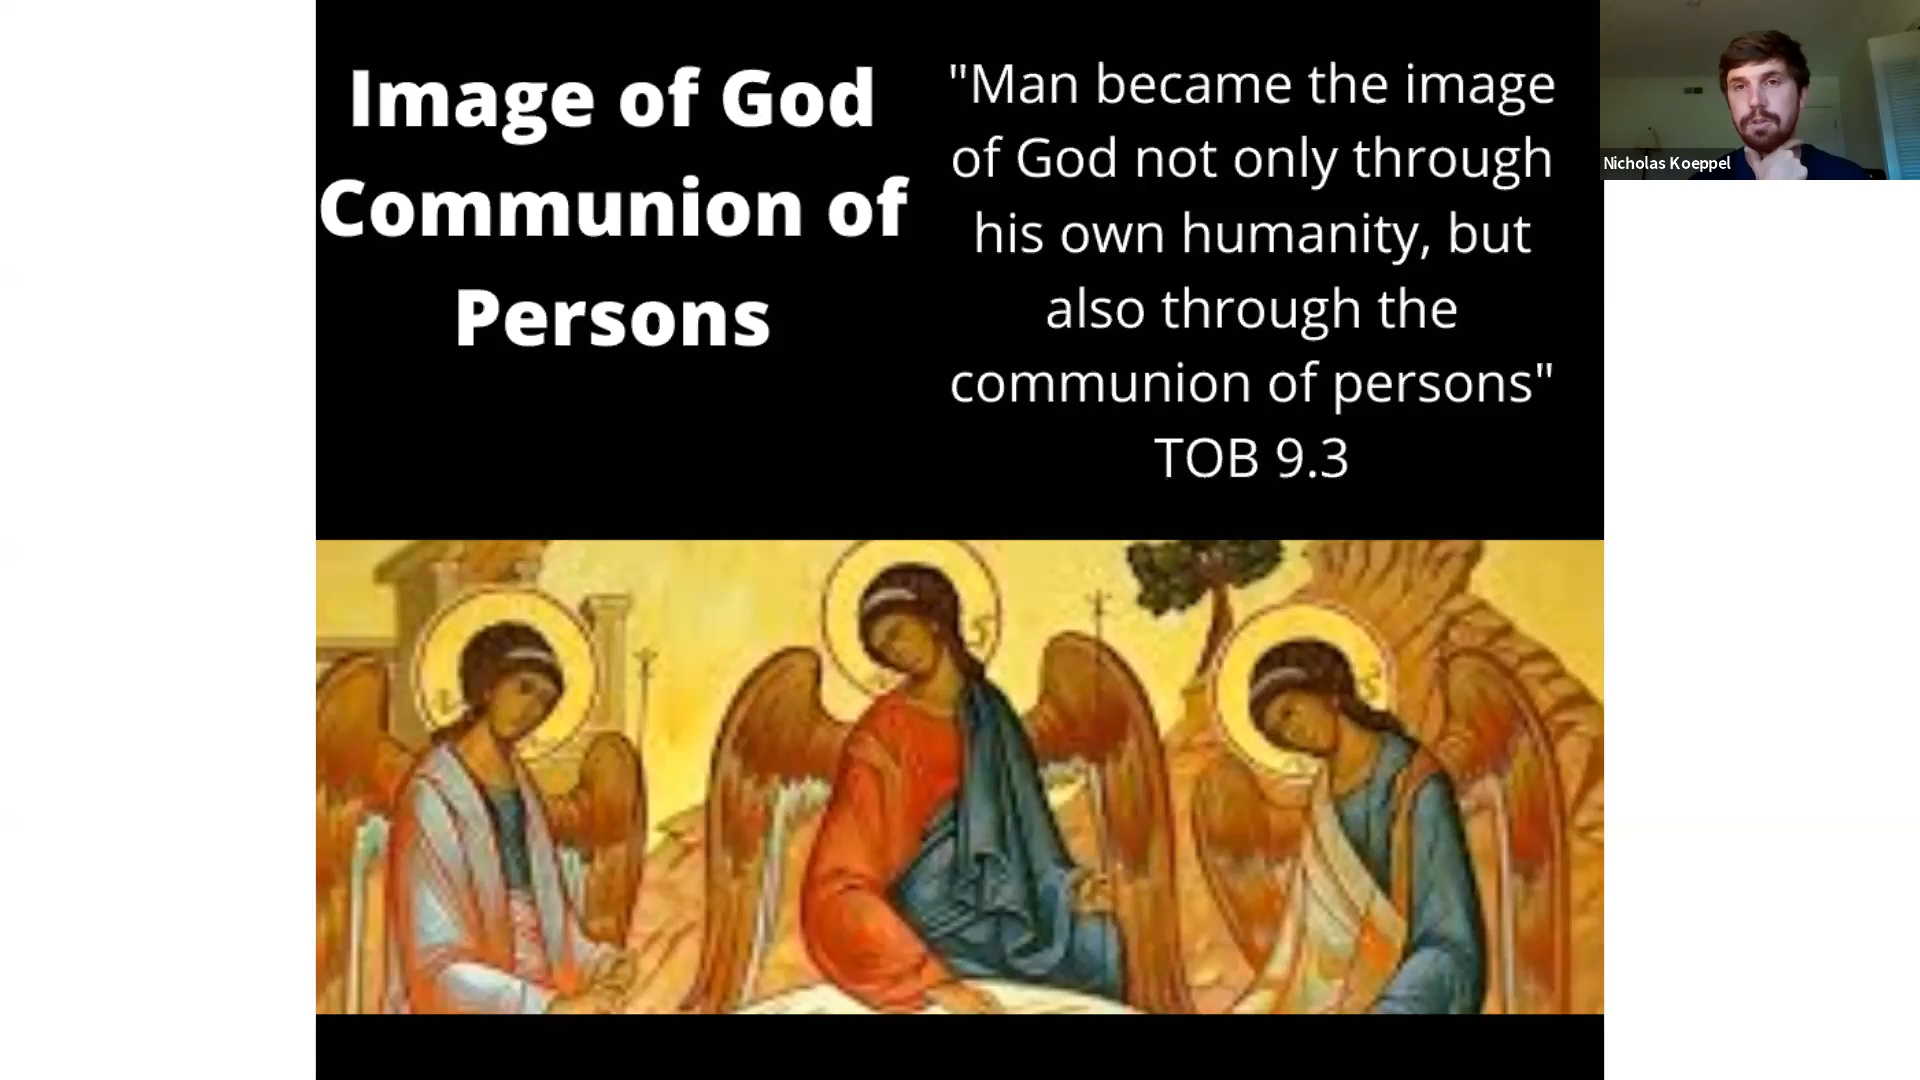 Image of God
Communion of
Persons
"Man became the image
of God not only through
his own humanity, but
also through the
communion of persons"
TOB 9.3
Nicholas Koeppel